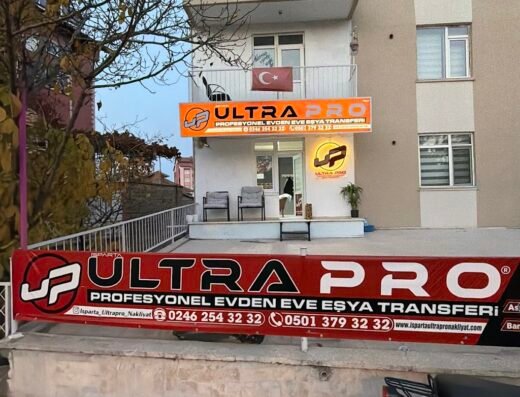 ULTRA PRO
PROFESYONEL EVDEN EVE EŞYA TRANSFERİ
0246 254 32 32 0501 379 32 32
UP
ULTRA PRO
ISPARTA
UP ULTRA PRO®
PROFESYONEL EVDEN EVE EŞYA TRANSFERİ
Isparta_Ultrapro_Nakliyat 0246 254 32 32 0501 379 32 32 www.ispartaultrapronakliyat.com